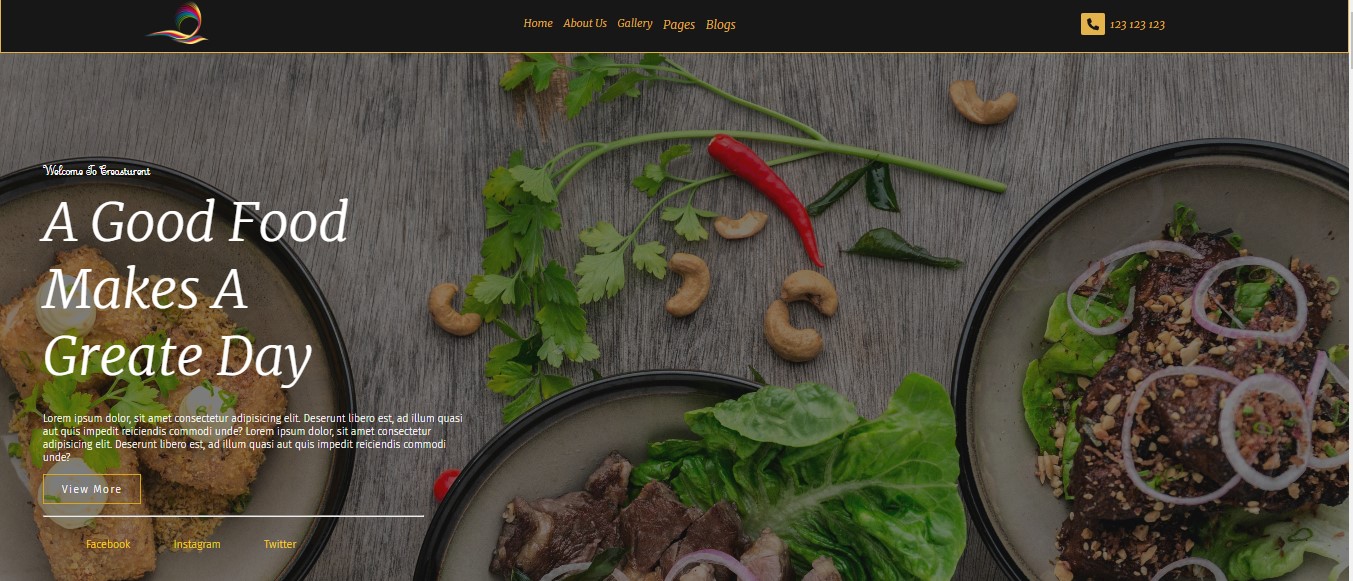 Home About Us Gallery Pages Blogs 123 123 123
Welcome To Creasturent
A Good Food
Makes A
Greate Day
Lorem ipsum dolor, sit amet consectetur adipisicing elit. Deserunt libero est, ad illum quasi
aut quis impedit reiciendis commodi unde? Lorem ipsum dolor, sit amet consectetur
adipisicing elit. Deserunt libero est, ad illum quasi aut quis impedit reiciendis commodi
unde?
View More
Facebook Instagram Twitter